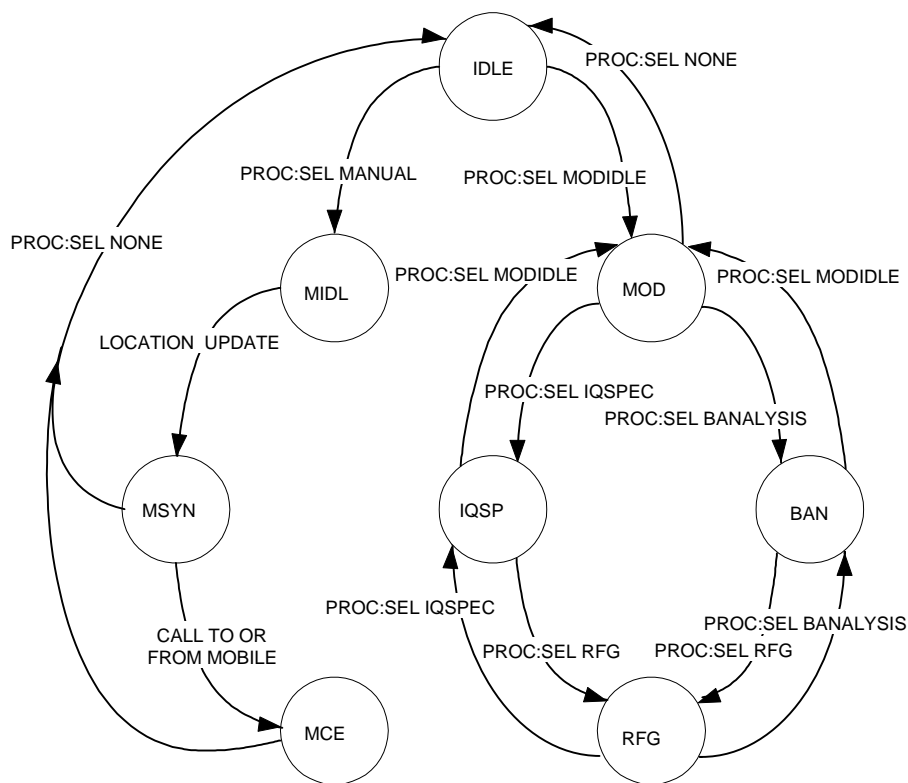 IDLE
PROC:SEL NONE
PROC:SEL MANUAL
PROC:SEL MODIDLE
PROC:SEL NONE
PROC:SEL MODIDLE
PROC:SEL MODIDLE
MIDL
MOD
LOCATION UPDATE
PROC:SEL IQSPEC
PROC:SEL BANALYSIS
MSYN
IQSP
BAN
PROC:SEL IQSPEC
PROC:SEL BANALYSIS
CALL TO OR
FROM MOBILE
PROC:SEL RFG
PROC:SEL RFG
MCE
RFG